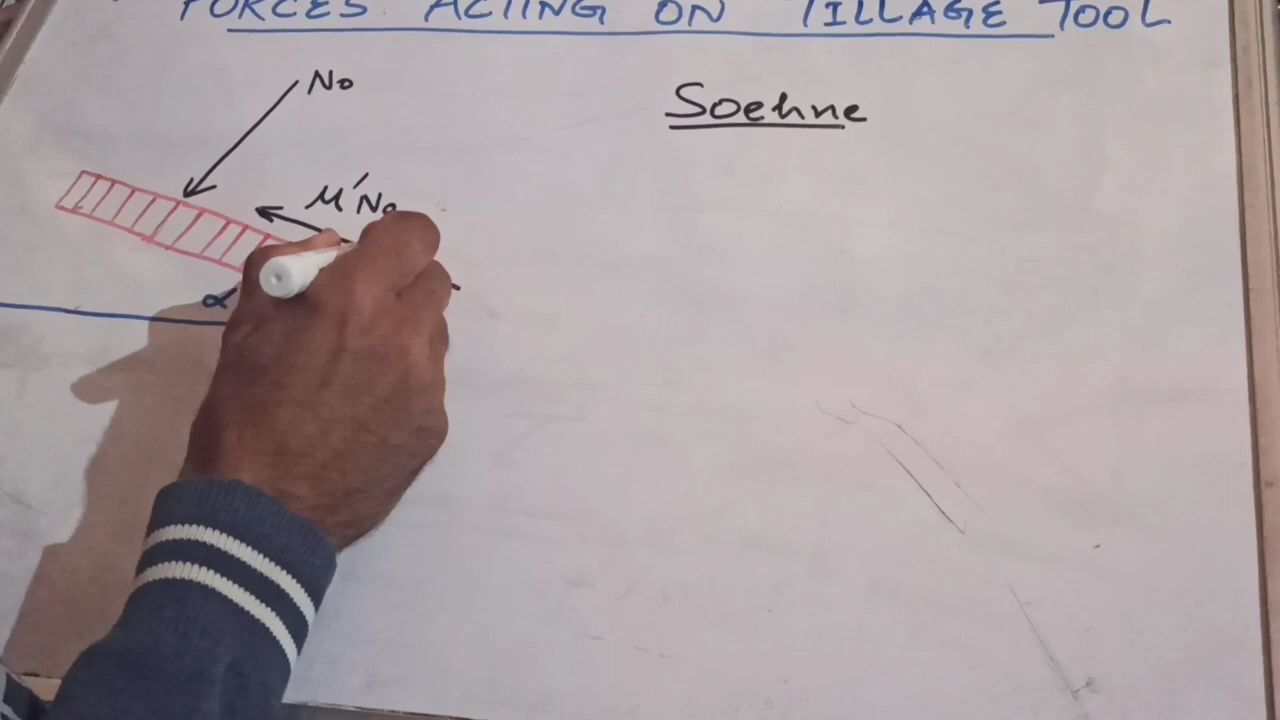 FORCES ACTING ON TILLAGE TOOL
Soehne
No
μ'No
α